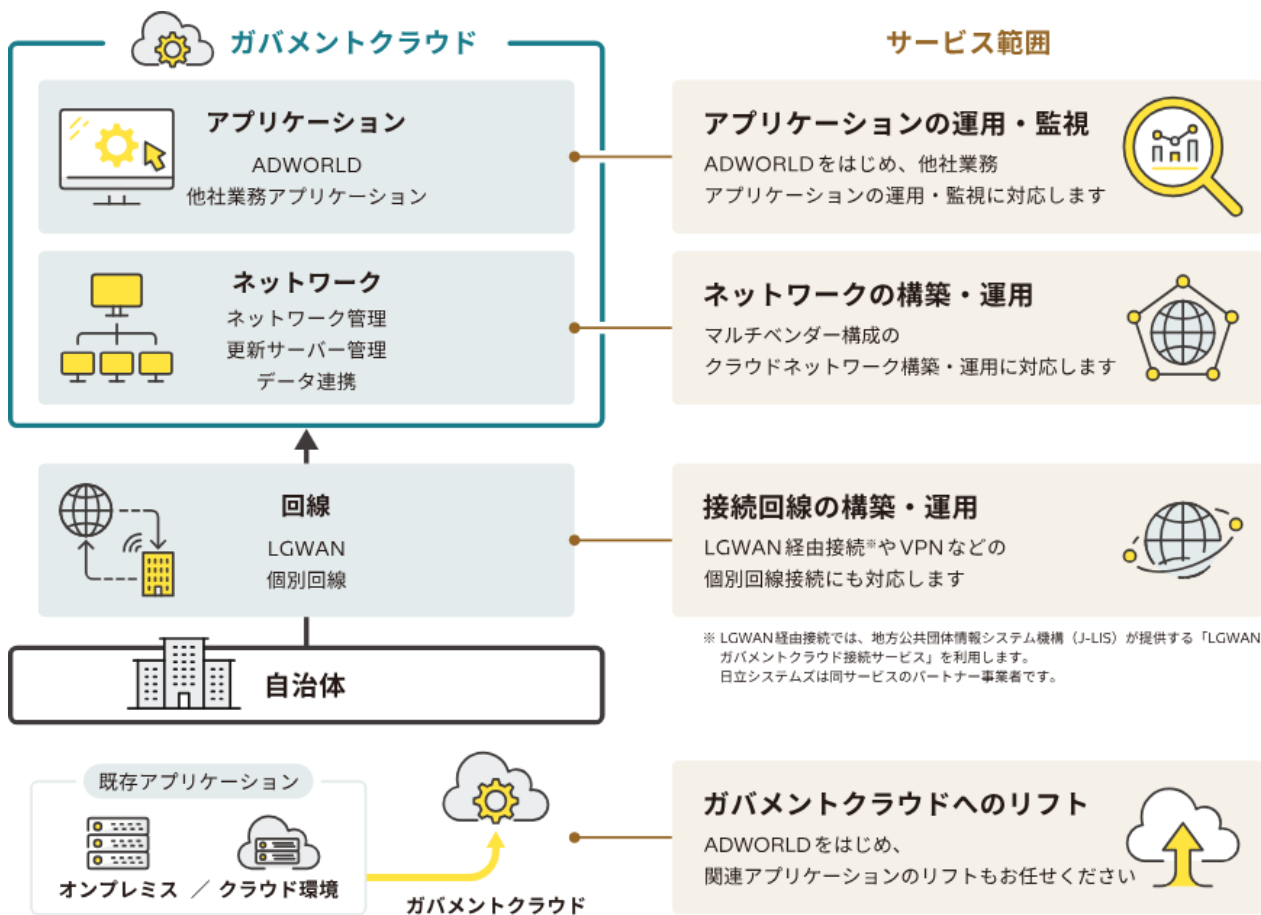 ガバメントクラウド
サービス範囲
アプリケーション
ADWORLD
他社業務アプリケーション
アプリケーションの運用・監視
ADWORLDをはじめ、他社業務
アプリケーションの運用・監視に対応します
ネットワーク
ネットワーク管理
更新サーバー管理
データ連携
ネットワークの構築・運用
マルチベンダー構成の
クラウドネットワーク構築・運用に対応します
回線
LGWAN
個別回線
接続回線の構築・運用
LGWAN経由接続※やVPNなどの
個別回線接続にも対応します
※ LGWAN経由接続では、地方公共団体情報システム機構（J-LIS）が提供する「LGWAN
ガバメントクラウド接続サービス」を利用します。
日立システムズは同サービスのパートナー事業者です。
自治体
既存アプリケーション
オンプレミス ／ クラウド環境
ガバメントクラウド
ガバメントクラウドへのリフト
ADWORLDをはじめ、
関連アプリケーションのリフトもお任せください